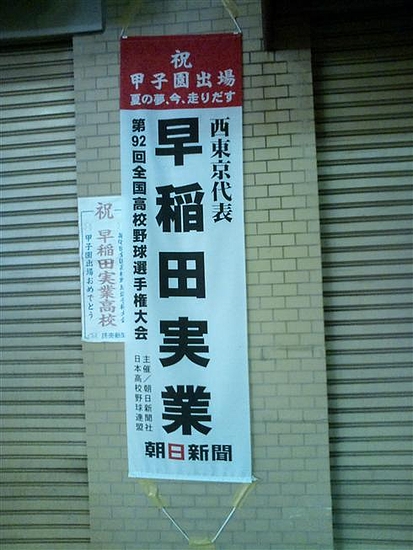 祝
甲子園出場
夏の夢、今、走りだす
西東京代表
早稲田実業
第92回全国高校野球選手権大会
主催/朝日新聞社
日本高校野球連盟
朝日新聞
祝
早稲田実業高校
甲子園出場おめでとう
読売新聞